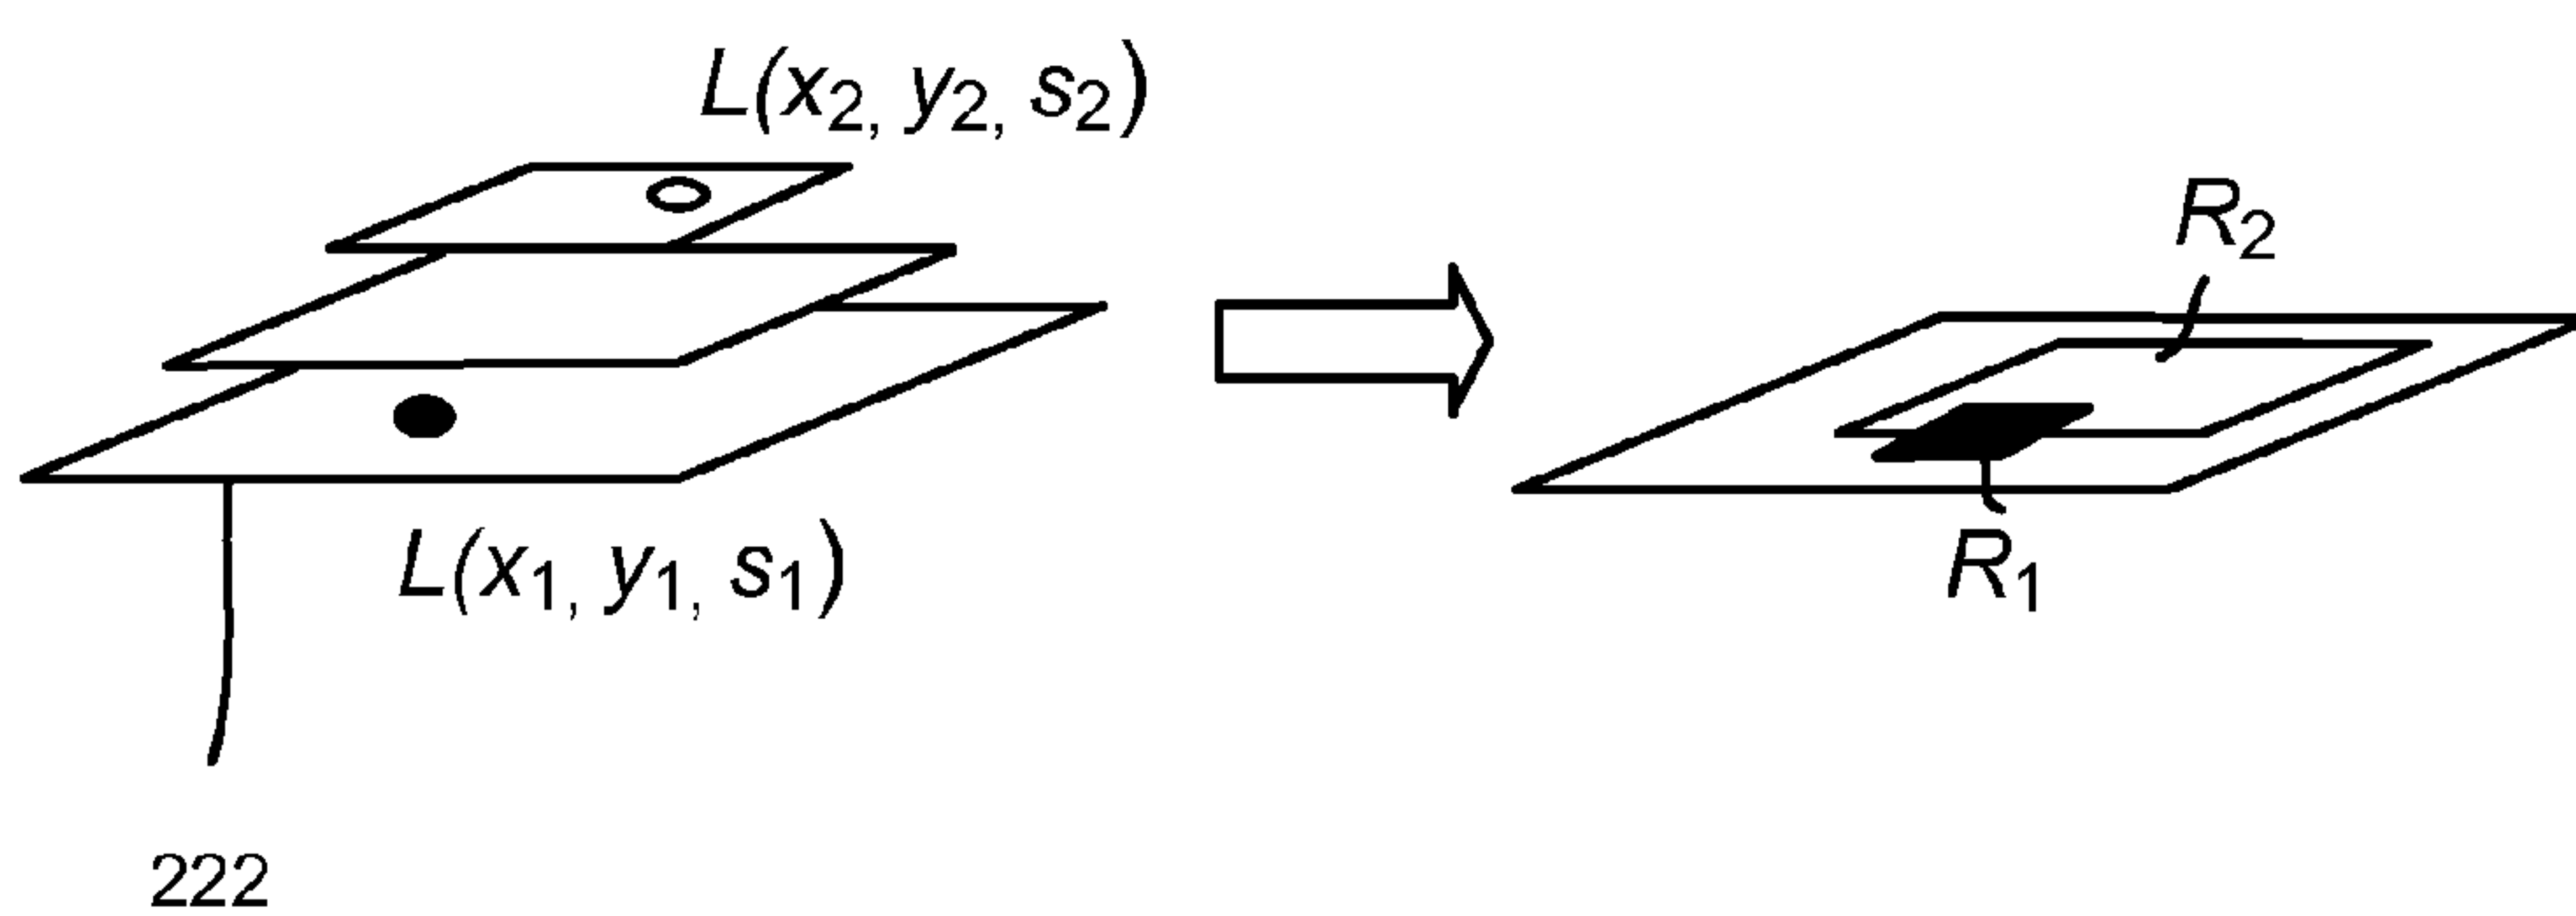 L(x₂, y₂, s₂)
R₂
L(x₁, y₁, s₁)
R₁
222